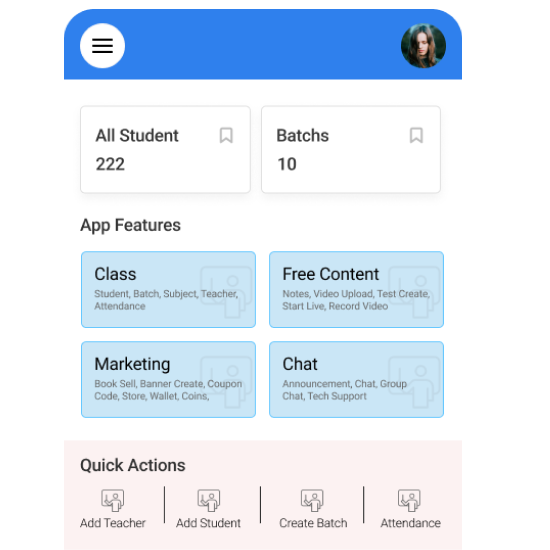 All Student
222
Batchs
10
App Features
Class
Student, Batch, Subject, Teacher,
Attendance
Free Content
Notes, Video Upload, Test Create,
Start Live, Record Video
Marketing
Book Sell, Banner Create, Coupon
Code, Store, Wallet, Coins,
Chat
Announcement, Chat, Group
Chat, Tech Support
Quick Actions
Add Teacher
Add Student
Create Batch
Attendance